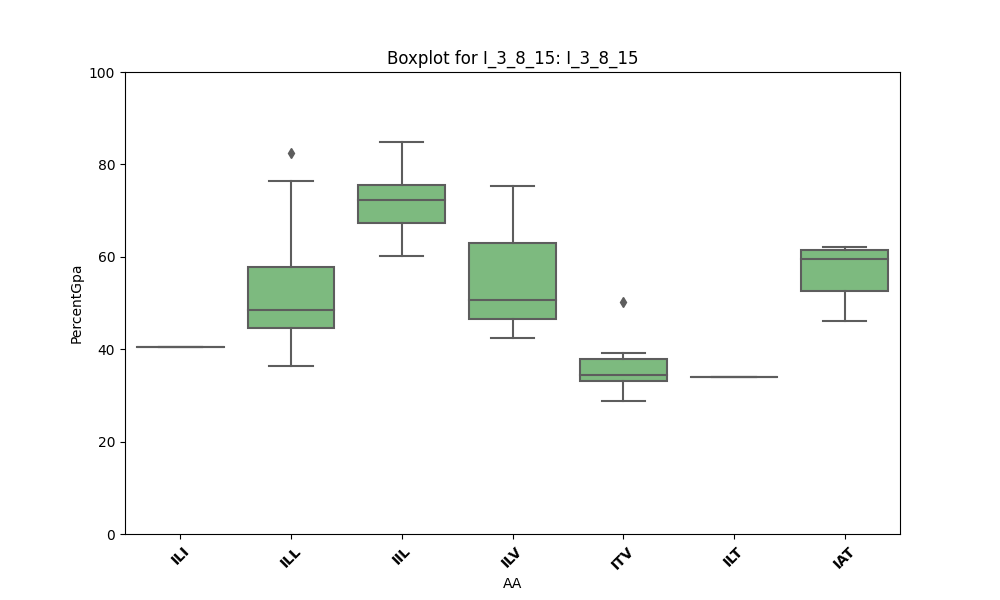 Boxplot for I_3_8_15: I_3_8_15
100
80
60
40
20
0
PercentGpa
ILI
ILL
IIL
ILV
ITV
ILT
IAT
AA